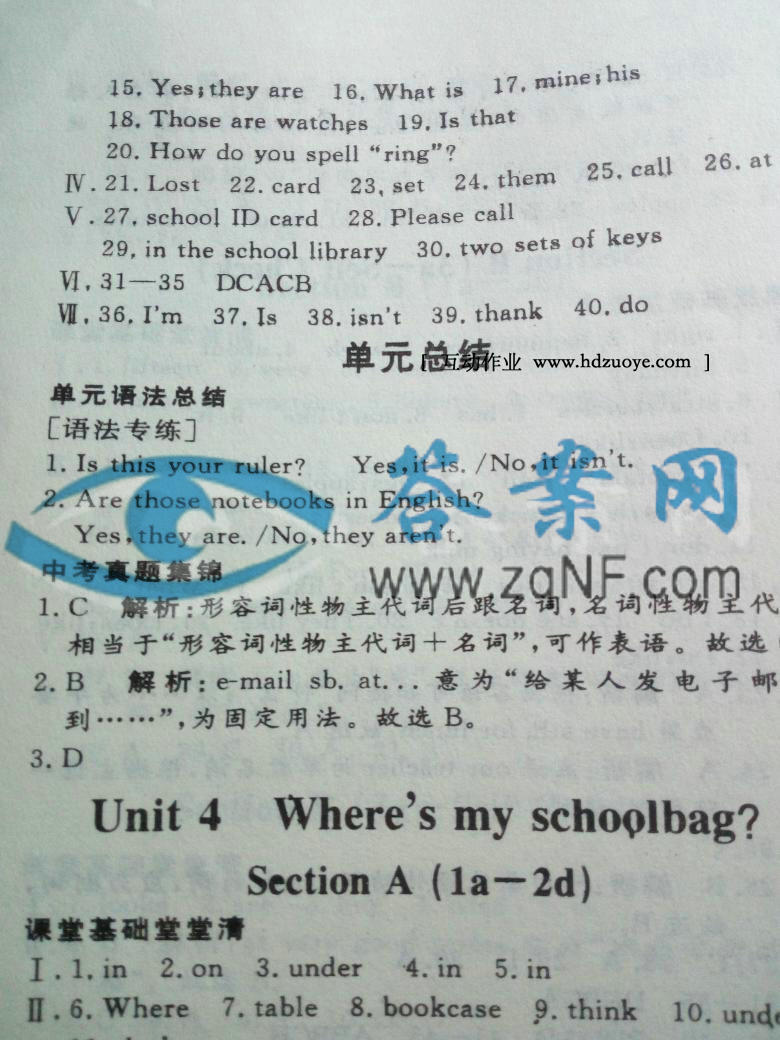 15. Yes;they are 16. What is 17. mine;his
18. Those are watches 19. Is that
20. How do you spell “ring”?
Ⅳ. 21. Lost 22. card 23. set 24. them 25. call 26. at
Ⅴ. 27. school ID card 28. Please call
29. in the school library 30. two sets of keys
Ⅵ. 31—35 DCACB
Ⅶ. 36. I'm 37. Is 38. isn't 39. thank 40. do
单元总结
[ 互动作业 www.hdzuoye.com ]
单元语法总结
[语法专练]
1. Is this your ruler? Yes,it is. /No,it isn't.
2. Are those notebooks in English?
Yes,they are. /No,they aren't.
答案网
www.zqNF.com
中考真题集锦
1. C 解析:形容词性物主代词后跟名词,名词性物主代
相当于“形容词性物主代词+名词”,可作表语。故选
2. B 解析: e-mail sb. at... 意为“给某人发电子邮
到……”,为固定用法。故选 B。
3. D
Unit 4 Where's my schoolbag?
Section A (1a—2d)
课堂基础堂堂清
Ⅰ. 1. in 2. on 3. under 4. in 5. in
Ⅱ. 6. Where 7. table 8. bookcase 9. think 10. unde